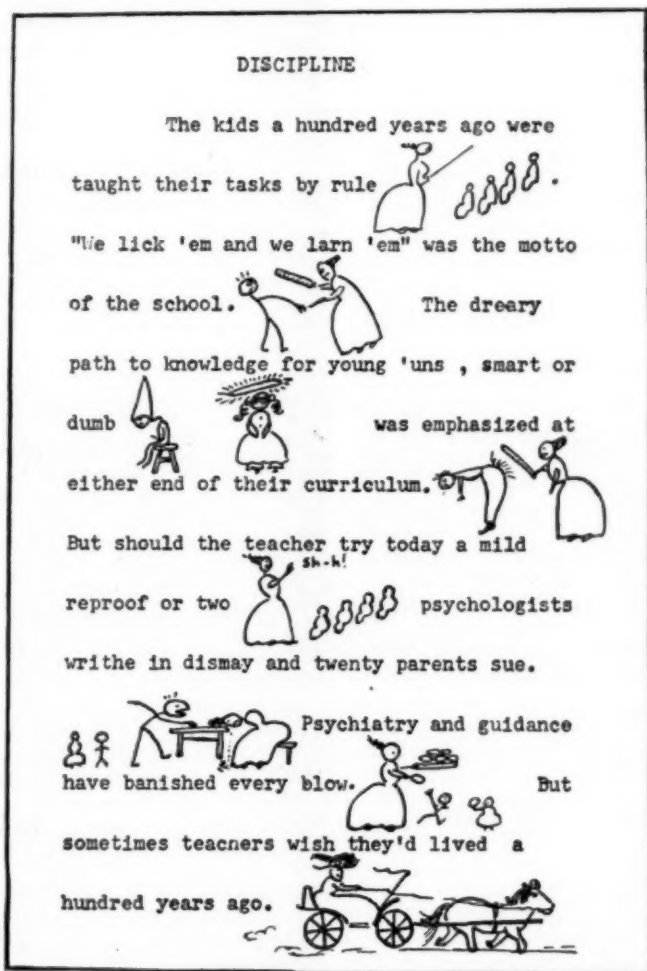 DISCIPLINE
The kids a hundred years ago were
taught their tasks by rule .
"We lick 'em and we larn 'em" was the motto
of the school. The dreary
path to knowledge for young 'uns , smart or
dumb was emphasized at
either end of their curriculum.
But should the teacher try today a mild
sh-h!
reproof or two psychologists
writhe in dismay and twenty parents sue.
Psychiatry and guidance
have banished every blow. But
sometimes teachers wish they'd lived a
hundred years ago.